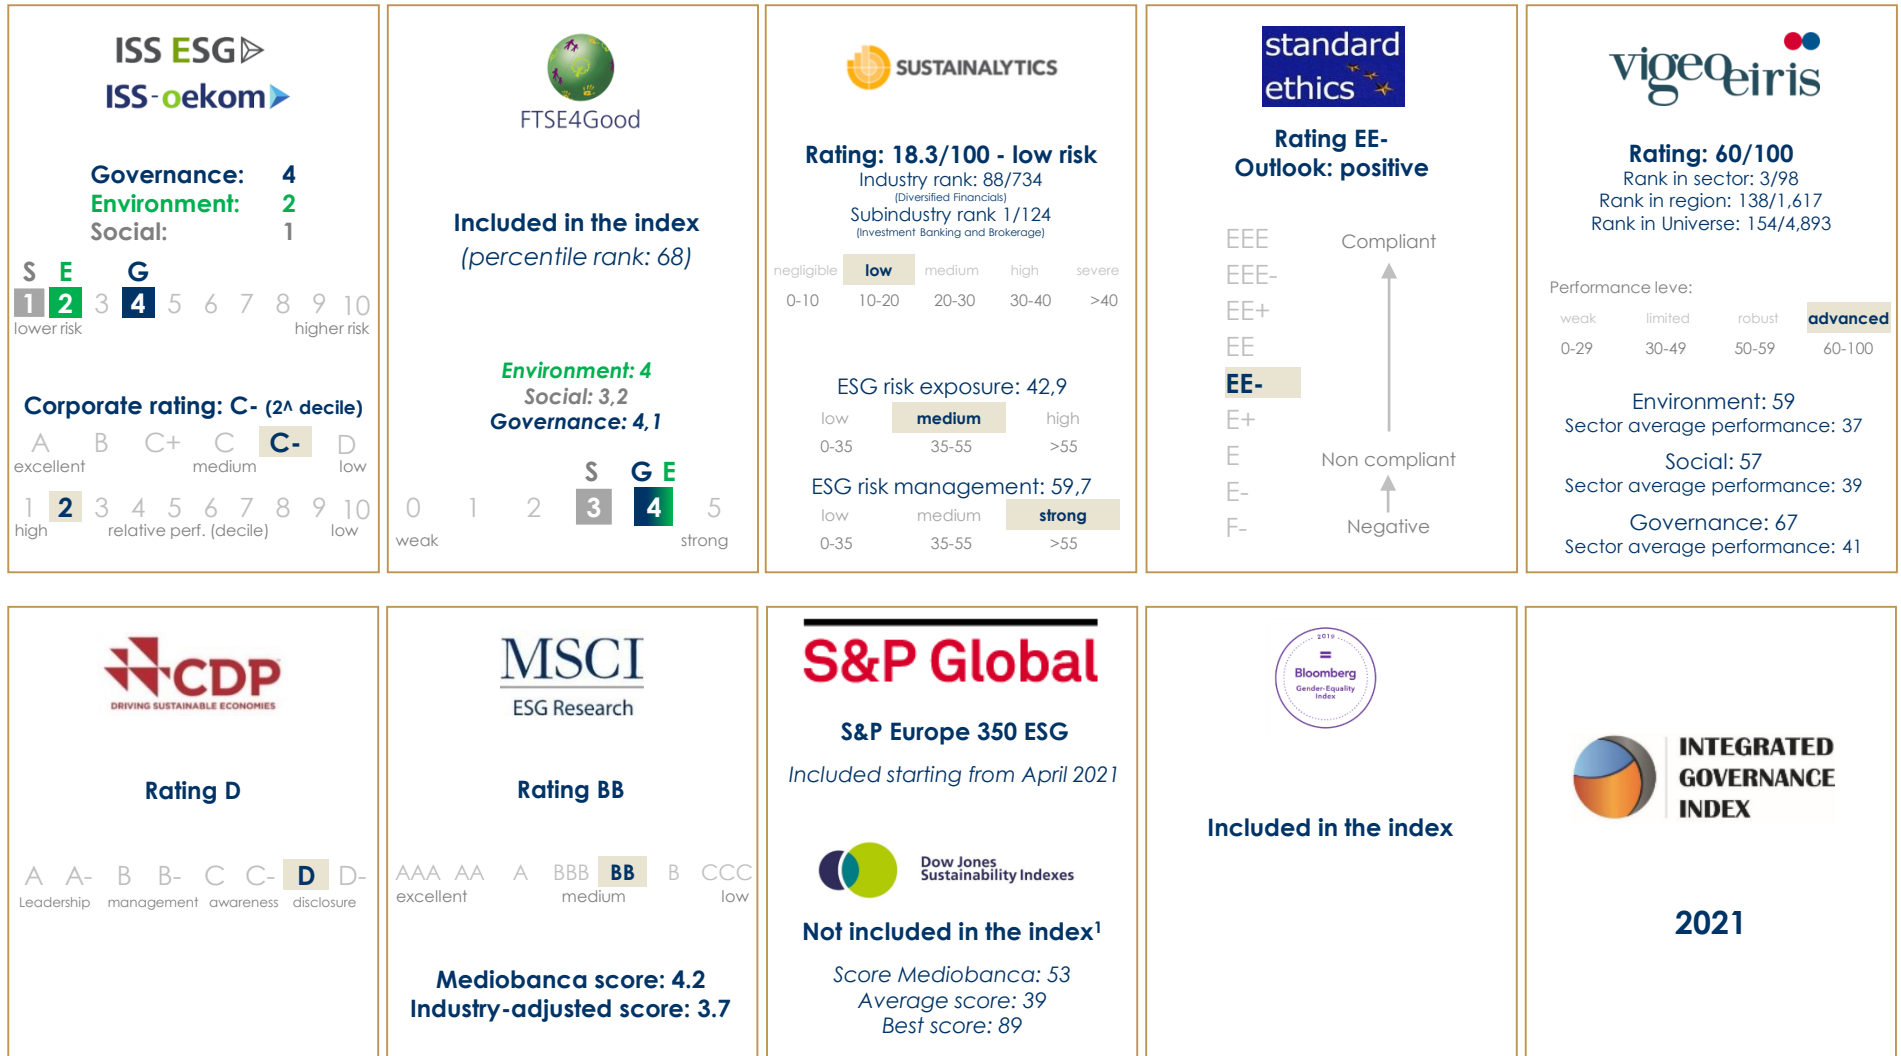 ISS ESG
ISS-oekom
Governance: 4
Environment: 2
Social: 1
S E G
1 2 3 4 5 6 7 8 9 10
lower risk higher risk
Corporate rating: C- (2^ decile)
A B C+ C C- D
excellent medium low
1 2 3 4 5 6 7 8 9 10
high relative perf. (decile) low
FTSE4Good
Included in the index
(percentile rank: 68)
Environment: 4
Social: 3,2
Governance: 4,1
S G E
0 1 2 3 4 5
weak strong
SUSTAINALYTICS
Rating: 18.3/100 - low risk
Industry rank: 88/734
(Diversified Financials)
Subindustry rank 1/124
(Investment Banking and Brokerage)
negligible low medium high severe
0-10 10-20 20-30 30-40 >40
ESG risk exposure: 42,9
low medium high
0-35 35-55 >55
ESG risk management: 59,7
low medium strong
0-35 35-55 >55
standard
ethics
Rating EE-
Outlook: positive
EEE Compliant
EEE-
EE+
EE
EE-
E+
E Non compliant
E-
F- Negative
vigeo eiris
Rating: 60/100
Rank in sector: 3/98
Rank in region: 138/1,617
Rank in Universe: 154/4,893
Performance leve:
weak limited robust advanced
0-29 30-49 50-59 60-100
Environment: 59
Sector average performance: 37
Social: 57
Sector average performance: 39
Governance: 67
Sector average performance: 41
CDP
DRIVING SUSTAINABLE ECONOMIES
Rating D
A A- B B- C C- D D-
Leadership management awareness disclosure
MSCI
ESG Research
Rating BB
AAA AA A BBB BB B CCC
excellent medium low
Mediobanca score: 4.2
Industry-adjusted score: 3.7
S&P Global
S&P Europe 350 ESG
Included starting from April 2021
Dow Jones
Sustainability Indexes
Not included in the index¹
Score Mediobanca: 53
Average score: 39
Best score: 89
2019
Bloomberg
Gender-Equality
Index
Included in the index
INTEGRATED
GOVERNANCE
INDEX
2021